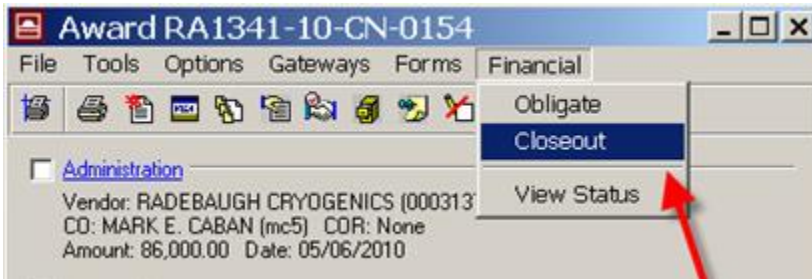 Award RA1341-10-CN-0154
File Tools Options Gateways Forms Financial
Obligate
Closeout
View Status
Administration
Vendor: RADEBAUGH CRYOGENICS (000313
CO: MARK E. CABAN (mc5) COR: None
Amount: 86,000.00 Date: 05/06/2010